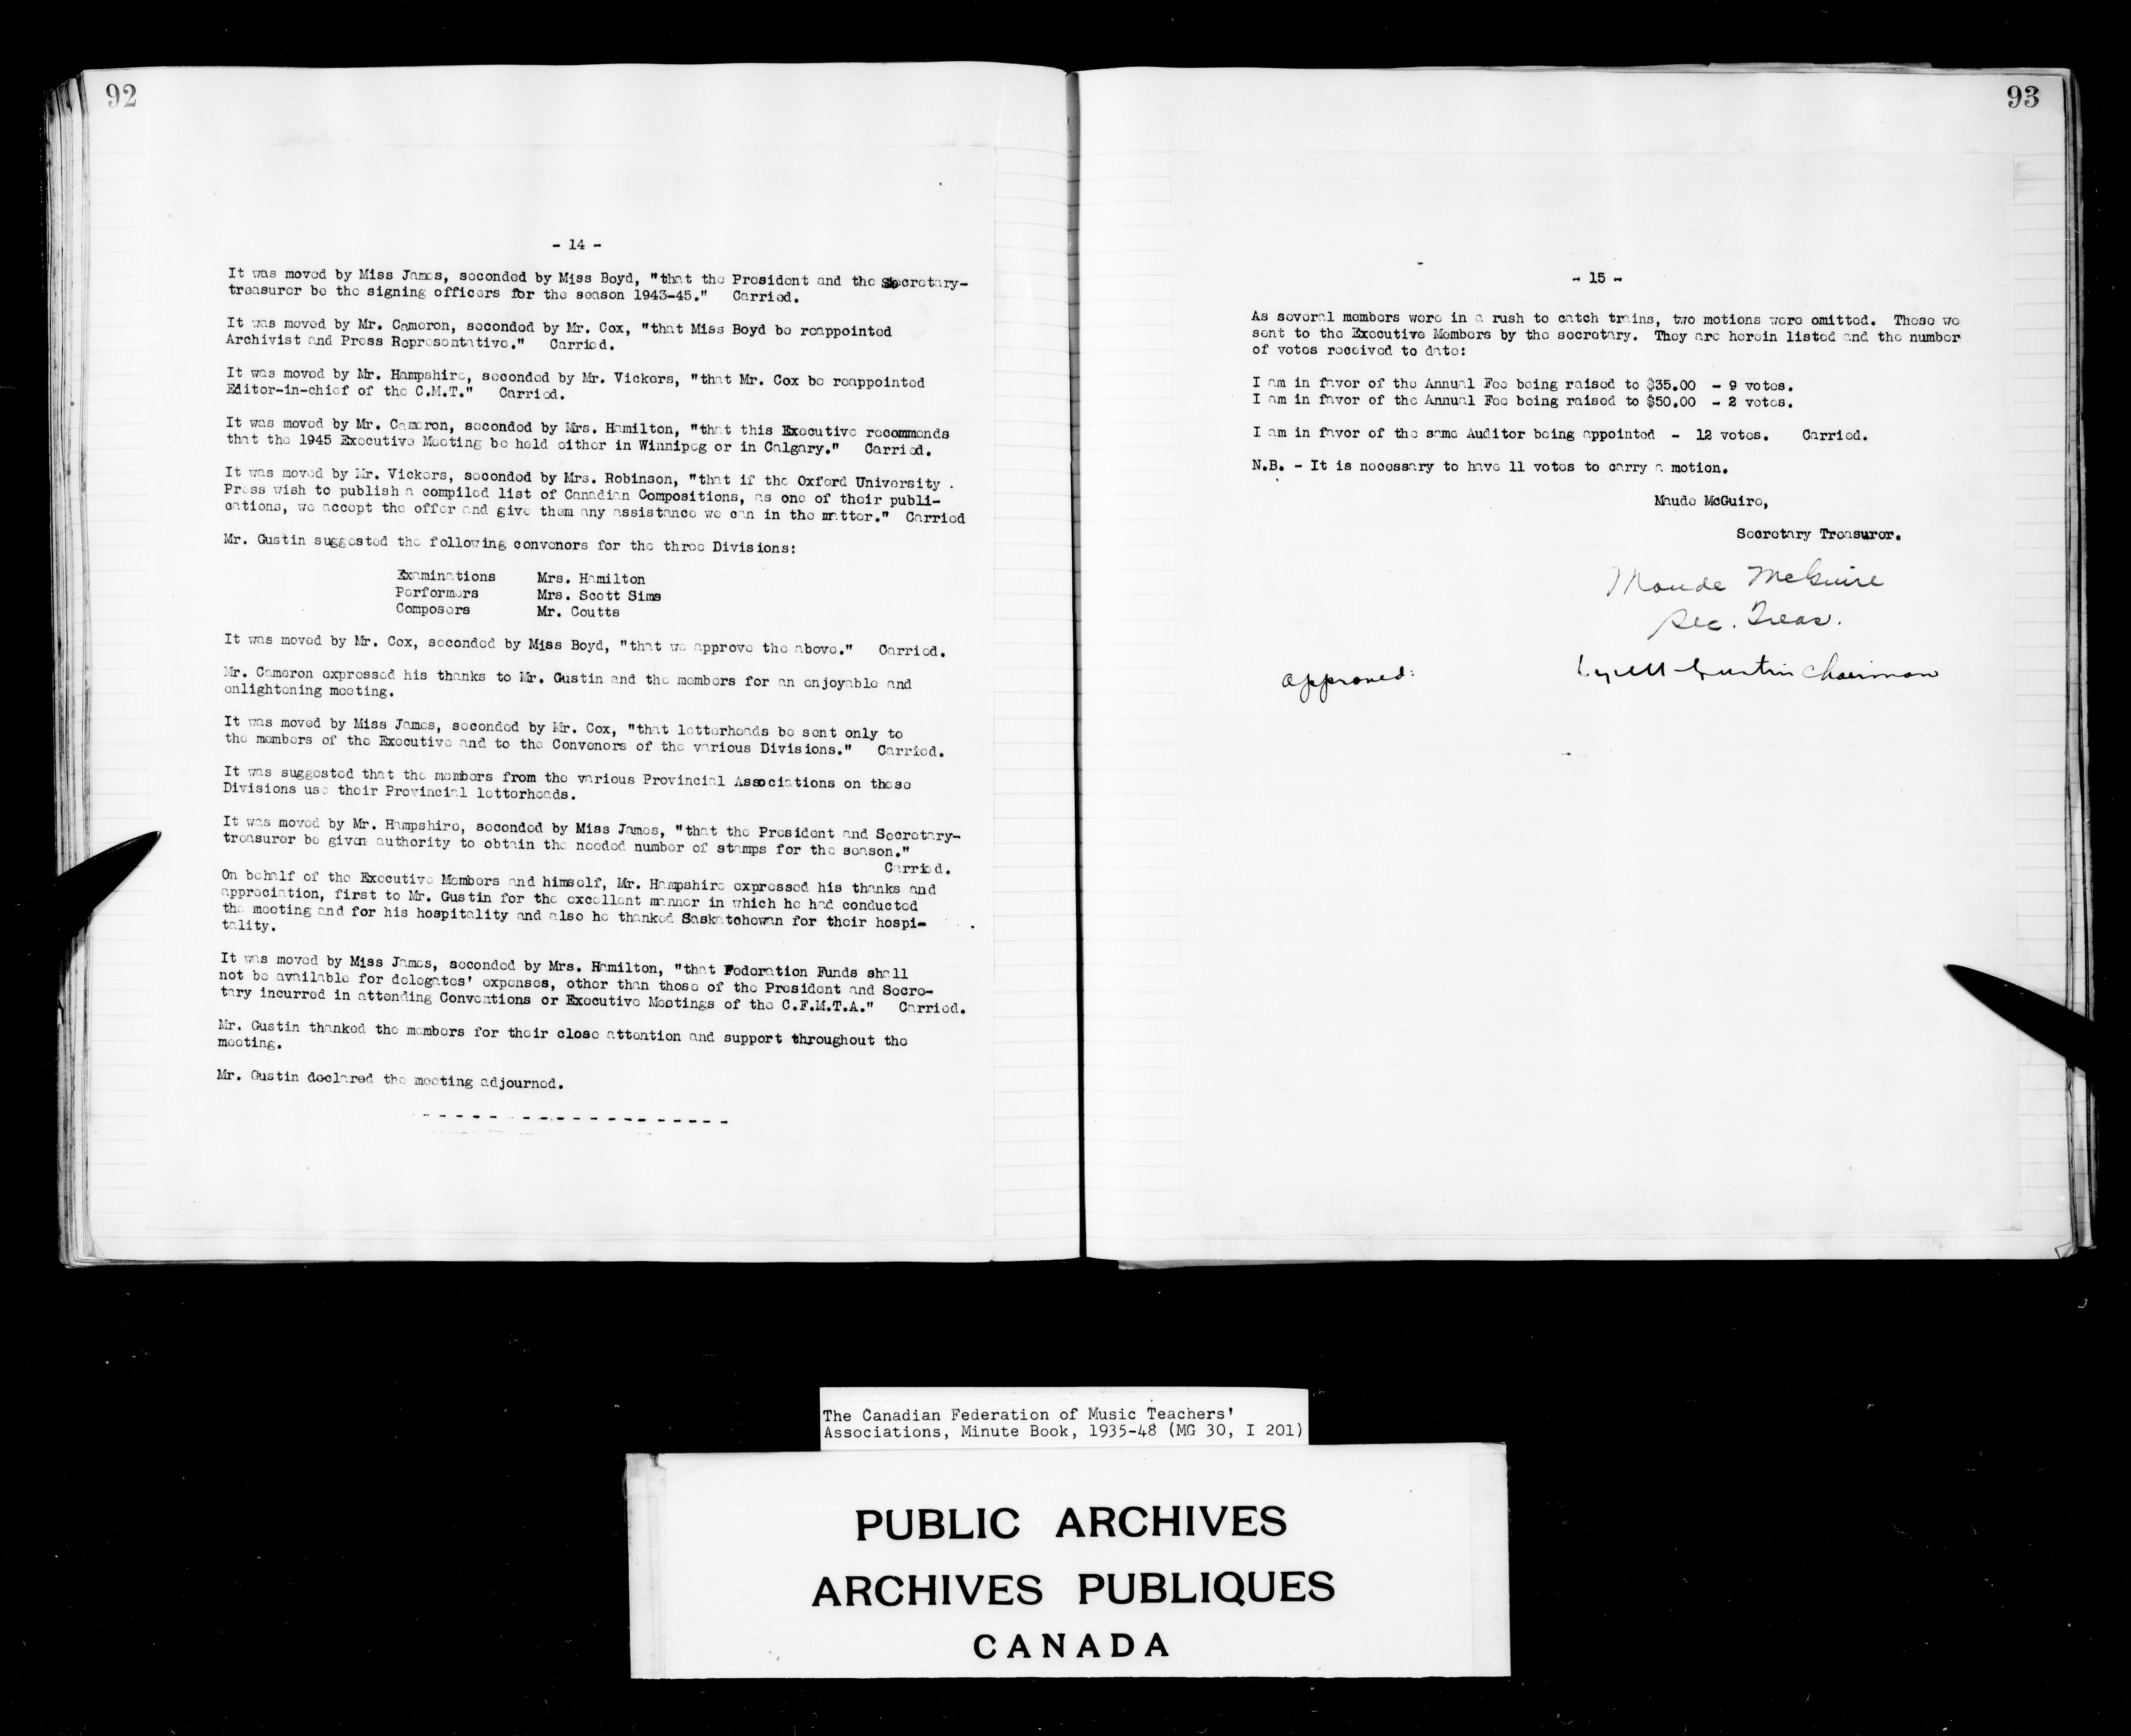 92
- 14 -
It was moved by Miss James, seconded by Miss Boyd, "that the President and the Secretary-
treasurer be the signing officers for the season 1943-45."   Carried.
It was moved by Mr. Cameron, seconded by Mr. Cox, "that Miss Boyd be reappointed
Archivist and Press Representative."   Carried.
It was moved by Mr. Hampshire, seconded by Mr. Vickers, "that Mr. Cox be reappointed
Editor-in-chief of the C.M.T."   Carried.
It was moved by Mr. Cameron, seconded by Mrs. Hamilton, "that this Executive recommends
that the 1945 Executive Meeting be held either in Winnipeg or in Calgary."   Carried.
It was moved by Mr. Vickers, seconded by Mrs. Robinson, "that if the Oxford University
Press wish to publish a compiled list of Canadian Compositions, as one of their publi-
cations, we accept the offer and give them any assistance we can in the matter."  Carried
Mr. Gustin suggested the following convenors for the three Divisions:
Examinations   Mrs. Hamilton
Performers   Mrs. Scott Sims
Composers   Mr. Coutts
It was moved by Mr. Cox, seconded by Miss Boyd, "that we approve the above."   Carried.
Mr. Cameron expressed his thanks to Mr. Gustin and the members for an enjoyable and
enlightening meeting.
It was moved by Miss James, seconded by Mr. Cox, "that letterheads be sent only to
the members of the Executive and to the Convenors of the various Divisions."   Carried.
It was suggested that the members from the various Provincial Associations on these
Divisions use their Provincial letterheads.
It was moved by Mr. Hampshire, seconded by Miss James, "that the President and Secretary-
treasurer be given authority to obtain the needed number of stamps for the season."
Carried.
On behalf of the Executive Members and himself, Mr. Hampshire expressed his thanks and
appreciation, first to Mr. Gustin for the excellent manner in which he had conducted
the meeting and for his hospitality and also he thanked Saskatchewan for their hospi-
tality.
It was moved by Miss James, seconded by Mrs. Hamilton, "that Federation Funds shall
not be available for delegates' expenses, other than those of the President and Secre-
tary incurred in attending Conventions or Executive Meetings of the C.F.M.T.A."   Carried.
Mr. Gustin thanked the members for their close attention and support throughout the
meeting.
Mr. Gustin declared the meeting adjourned.
93
- 15 -
As several members were in a rush to catch trains, two motions were omitted.  These we
sent to the Executive Members by the secretary.  They are herein listed and the number
of votes received to date:
I am in favor of the Annual Fee being raised to $35.00  - 9 votes.
I am in favor of the Annual Fee being raised to $50.00  - 2 votes.
I am in favor of the same Auditor being appointed  -  12 votes.   Carried.
N.B. - It is necessary to have 11 votes to carry a motion.
Maude McGuire,
Secretary Treasurer.
Maude McGuire
Sec. Treas.
Approved:   Lyell Gustin Chairman
The Canadian Federation of Music Teachers'
Associations, Minute Book, 1935-48 (MG 30, I 201)
PUBLIC ARCHIVES
ARCHIVES PUBLIQUES
CANADA